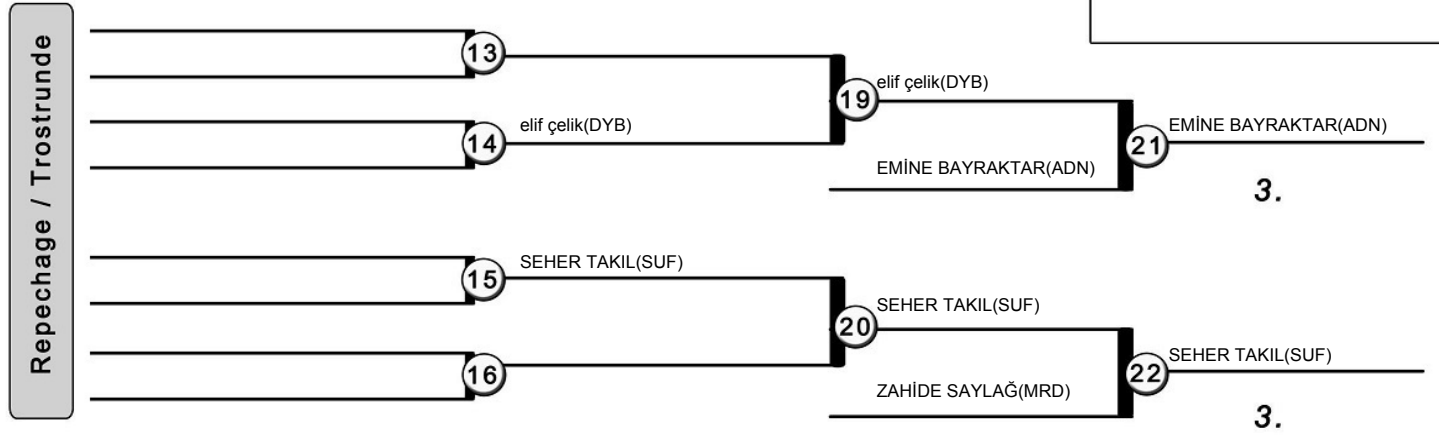 Repechage / Trostrunde
13
elif çelik(DYB)
19
elif çelik(DYB)
14
EMİNE BAYRAKTAR(ADN)
21
EMİNE BAYRAKTAR(ADN)
3.
SEHER TAKIL(SUF)
15
SEHER TAKIL(SUF)
20
SEHER TAKIL(SUF)
16
ZAHİDE SAYLAĞ(MRD)
22
3.